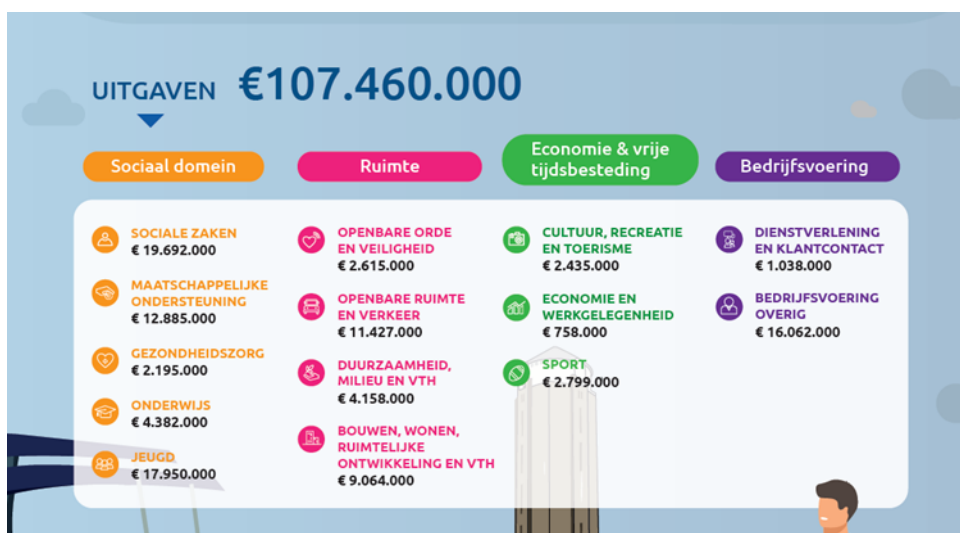 UITGAVEN €107.460.000
Sociaal domein
SOCIALE ZAKEN
€ 19.692.000
MAATSCHAPPELIJKE
ONDERSTEUNING
€ 12.885.000
GEZONDHEIDSZORG
€ 2.195.000
ONDERWIJS
€ 4.382.000
JEUGD
€ 17.950.000
Ruimte
OPENBARE ORDE
EN VEILIGHEID
€ 2.615.000
OPENBARE RUIMTE
EN VERKEER
€ 11.427.000
DUURZAAMHEID,
MILIEU EN VTH
€ 4.158.000
BOUWEN, WONEN,
RUIMTELIJKE
ONTWIKKELING EN VTH
€ 9.064.000
Economie & vrije
tijdsbesteding
CULTUUR, RECREATIE
EN TOERISME
€ 2.435.000
ECONOMIE EN
WERKGELEGENHEID
€ 758.000
SPORT
€ 2.799.000
Bedrijfsvoering
DIENSTVERLENING
EN KLANTCONTACT
€ 1.038.000
BEDRIJFSVOERING
OVERIG
€ 16.062.000